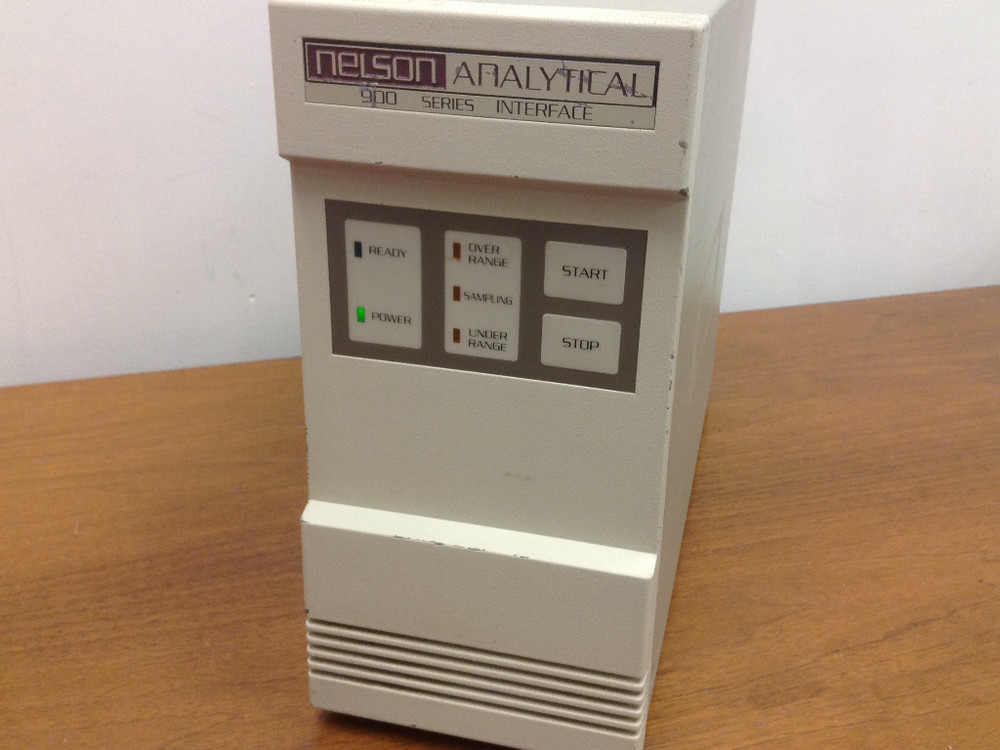 nelson ANALYTICAL
900 SERIES INTERFACE
READY
POWER
OVER
RANGE
SAMPLING
UNDER
RANGE
START
STOP